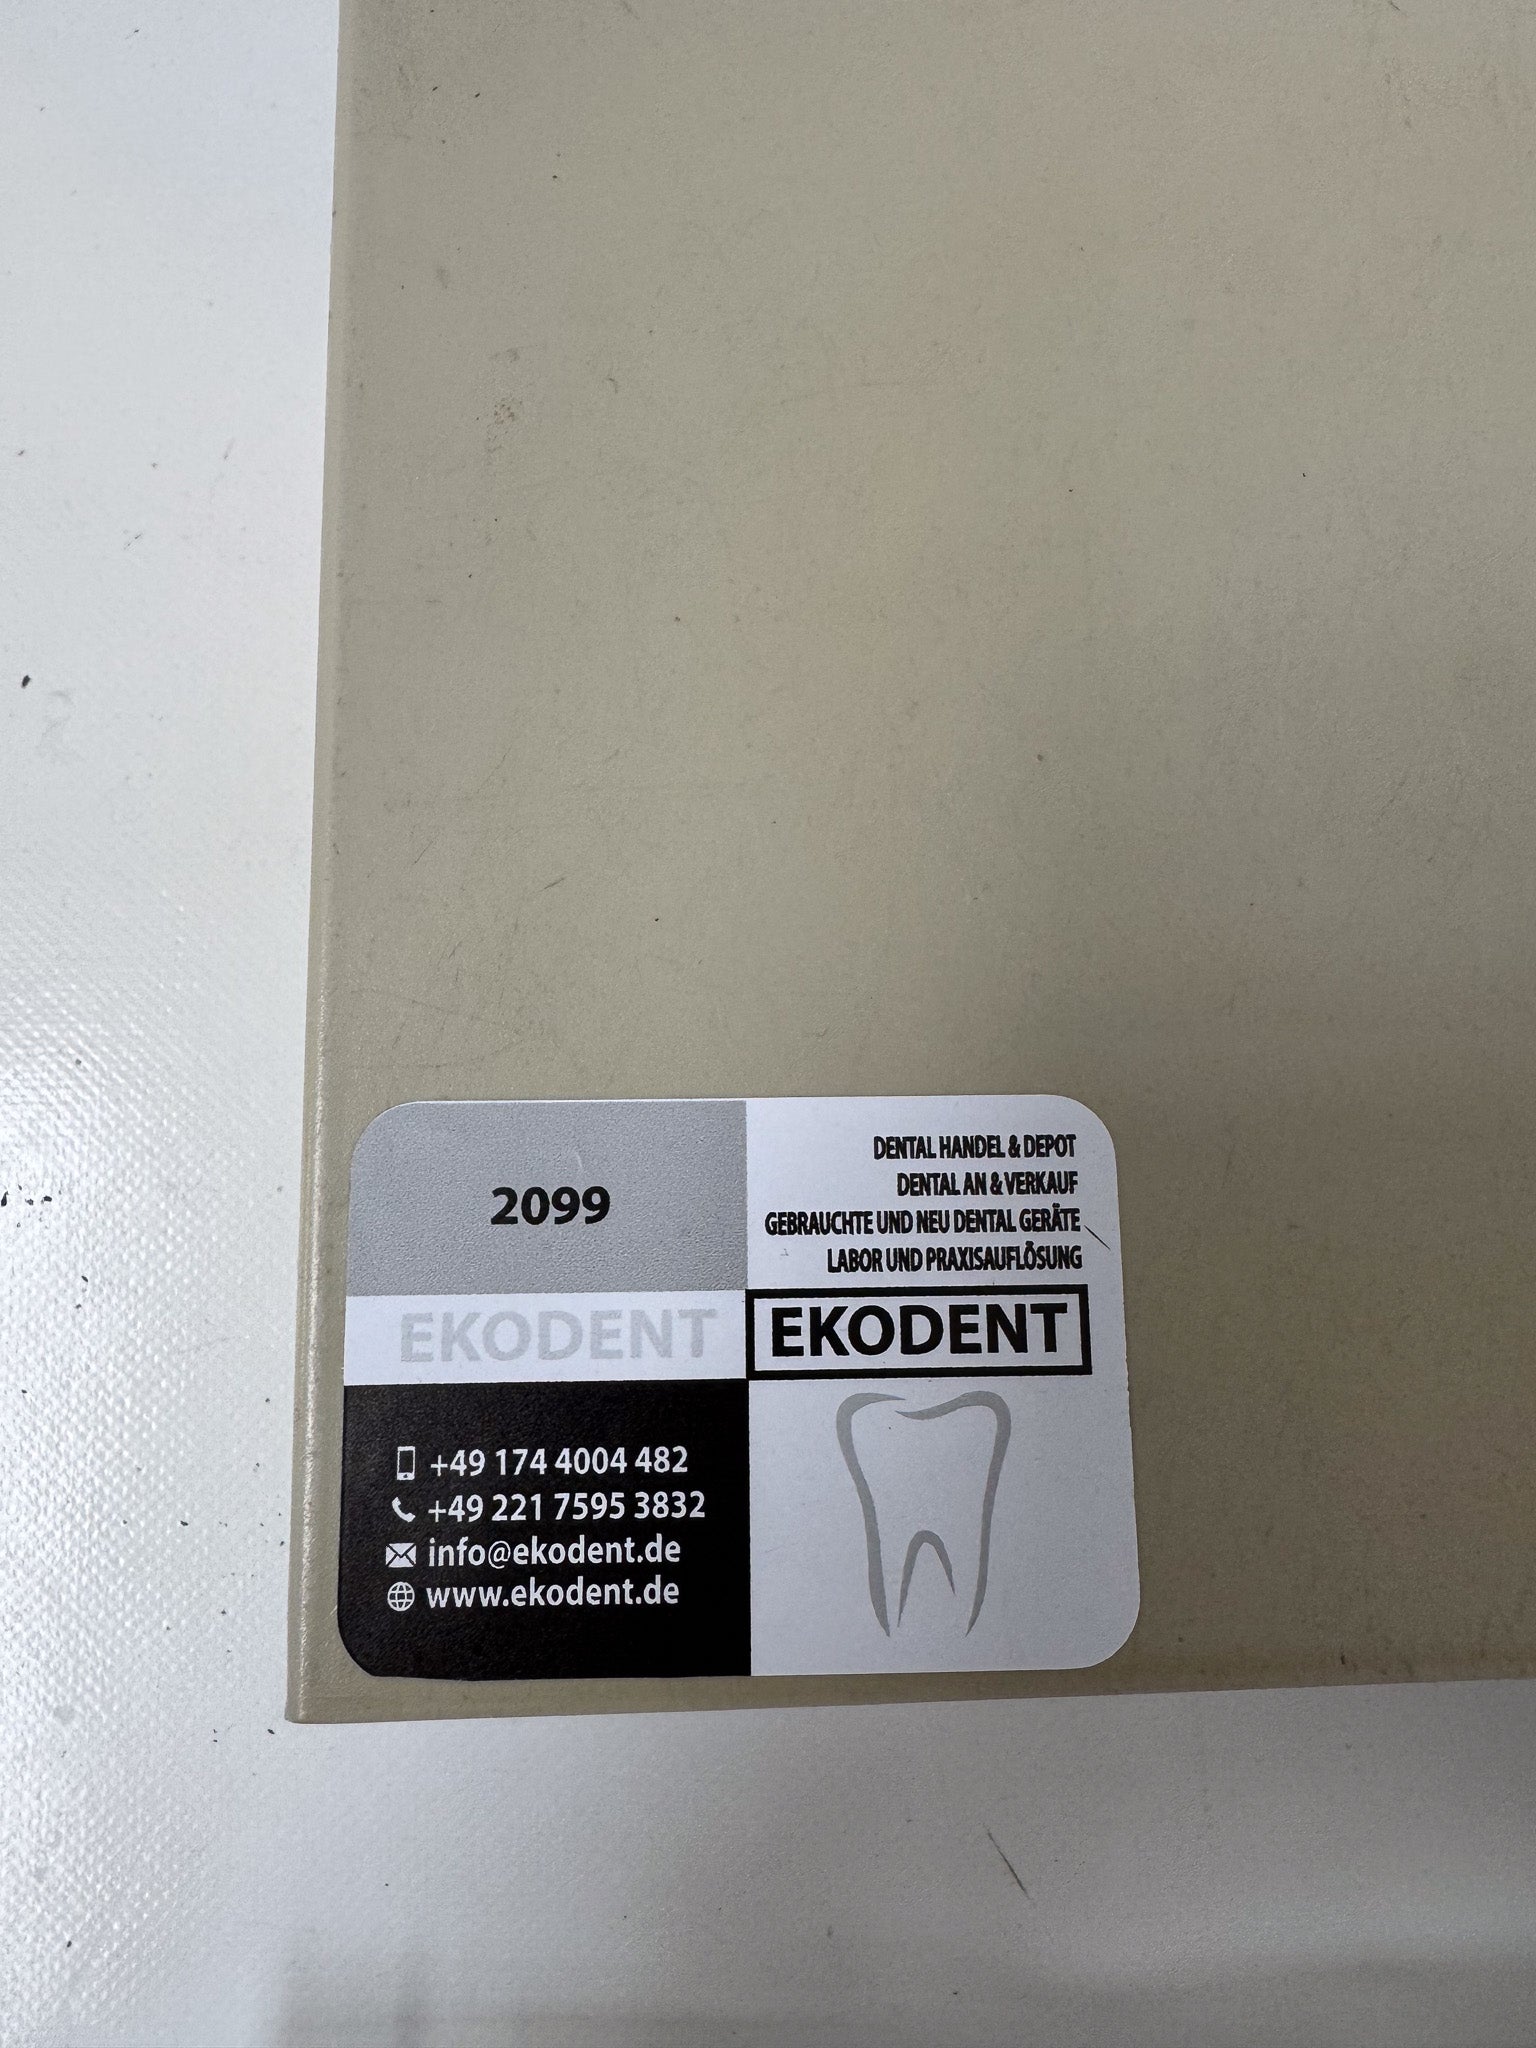 2099
EKODENT
+49 174 4004 482
+49 221 7595 3832
info@ekodent.de
www.ekodent.de
DENTAL HANDEL & DEPOT
DENTAL AN & VERKAUF
GEBRAUCHTE UND NEU DENTAL GERÄTE
LABOR UND PRAXISAUFLÖSUNG
EKODENT